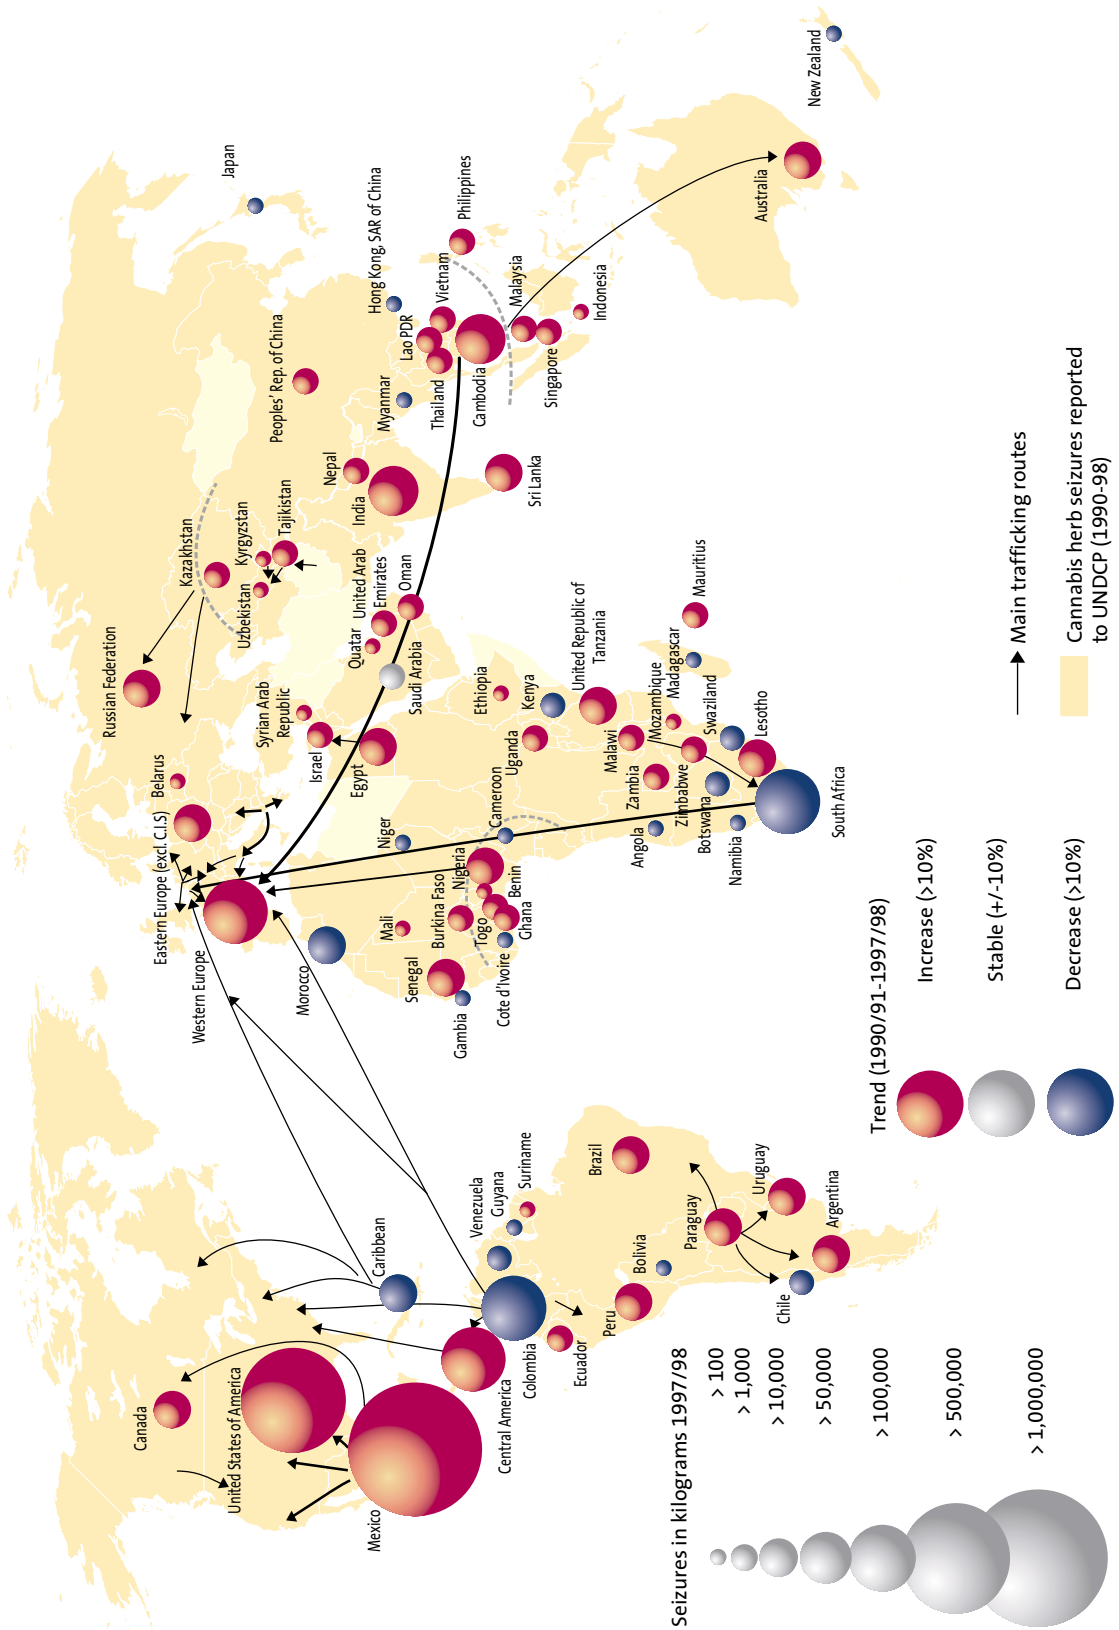 Canada
United States of America
Mexico
Central America
Caribbean
Colombia
Ecuador
Venezuela
Guyana
Suriname
Brazil
Peru
Bolivia
Paraguay
Uruguay
Argentina
Chile
Western Europe
Eastern Europe (excl. C.I.S)
Belarus
Russian Federation
Kazakhstan
Kyrgyzstan
Uzbekistan
Tajikistan
Syrian Arab
Republic
Israel
Egypt
Quatar
United Arab
Emirates
Oman
Saudi Arabia
Morocco
Mali
Niger
Senegal
Gambia
Burkina Faso
Cote d'Ivoire
Togo
Ghana
Benin
Nigeria
Cameroon
Ethiopia
Kenya
Uganda
United Republic of
Tanzania
Malawi
Mozambique
Madagascar
Mauritius
Zambia
Zimbabwe
Angola
Botswana
Namibia
Swaziland
Lesotho
South Africa
Nepal
India
Sri Lanka
Peoples' Rep. of China
Japan
Hong Kong, SAR of China
Myanmar
Lao PDR
Vietnam
Thailand
Cambodia
Philippines
Malaysia
Singapore
Indonesia
Australia
New Zealand
Seizures in kilograms 1997/98
> 100
> 1,000
> 10,000
> 50,000
> 100,000
> 500,000
> 1,000,000
Trend (1990/91-1997/98)
Increase (>10%)
Stable (+/-10%)
Decrease (>10%)
Main trafficking routes
Cannabis herb seizures reported
to UNDCP (1990-98)